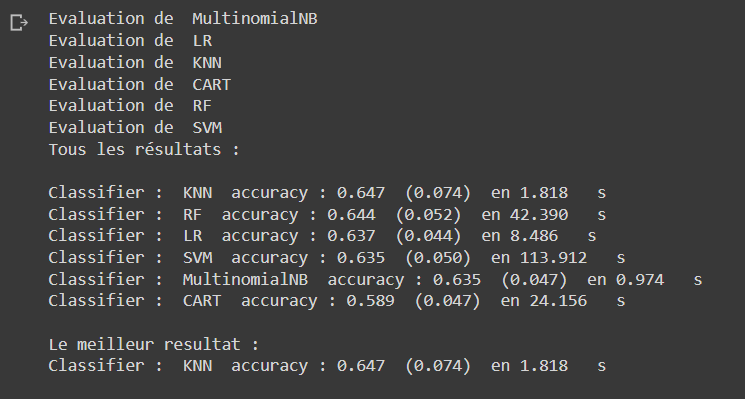 Evaluation de  MultinomialNB
Evaluation de  LR
Evaluation de  KNN
Evaluation de  CART
Evaluation de  RF
Evaluation de  SVM
Tous les résultats :
Classifier :  KNN  accuracy : 0.647  (0.074)  en 1.818   s
Classifier :  RF  accuracy : 0.644  (0.052)  en 42.390   s
Classifier :  LR  accuracy : 0.637  (0.044)  en 8.486   s
Classifier :  SVM  accuracy : 0.635  (0.050)  en 113.912   s
Classifier :  MultinomialNB  accuracy : 0.635  (0.047)  en 0.974   s
Classifier :  CART  accuracy : 0.589  (0.047)  en 24.156   s
Le meilleur resultat :
Classifier :  KNN  accuracy : 0.647  (0.074)  en 1.818   s